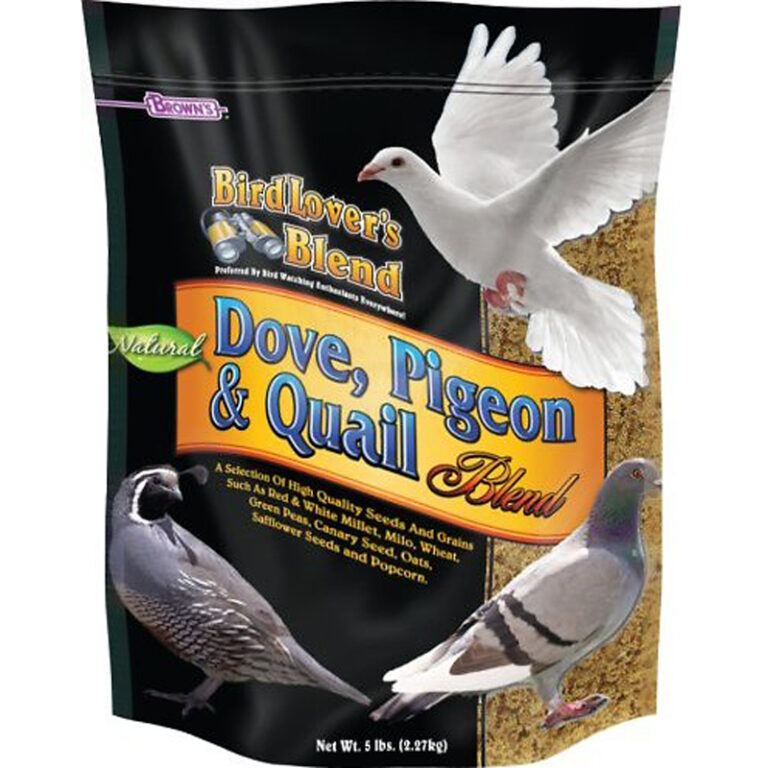 BROWN'S
BirdLover's
Blend
Preferred By Bird Watching Enthusiasts Everywhere!
Natural
Dove, Pigeon
& Quail
Blend
A Selection Of High Quality Seeds And Grains
Such As Red & White Millet, Milo, Wheat,
Green Peas, Canary Seed, Oats,
Safflower Seeds and Popcorn.
Net Wt. 5 lbs. (2.27kg)